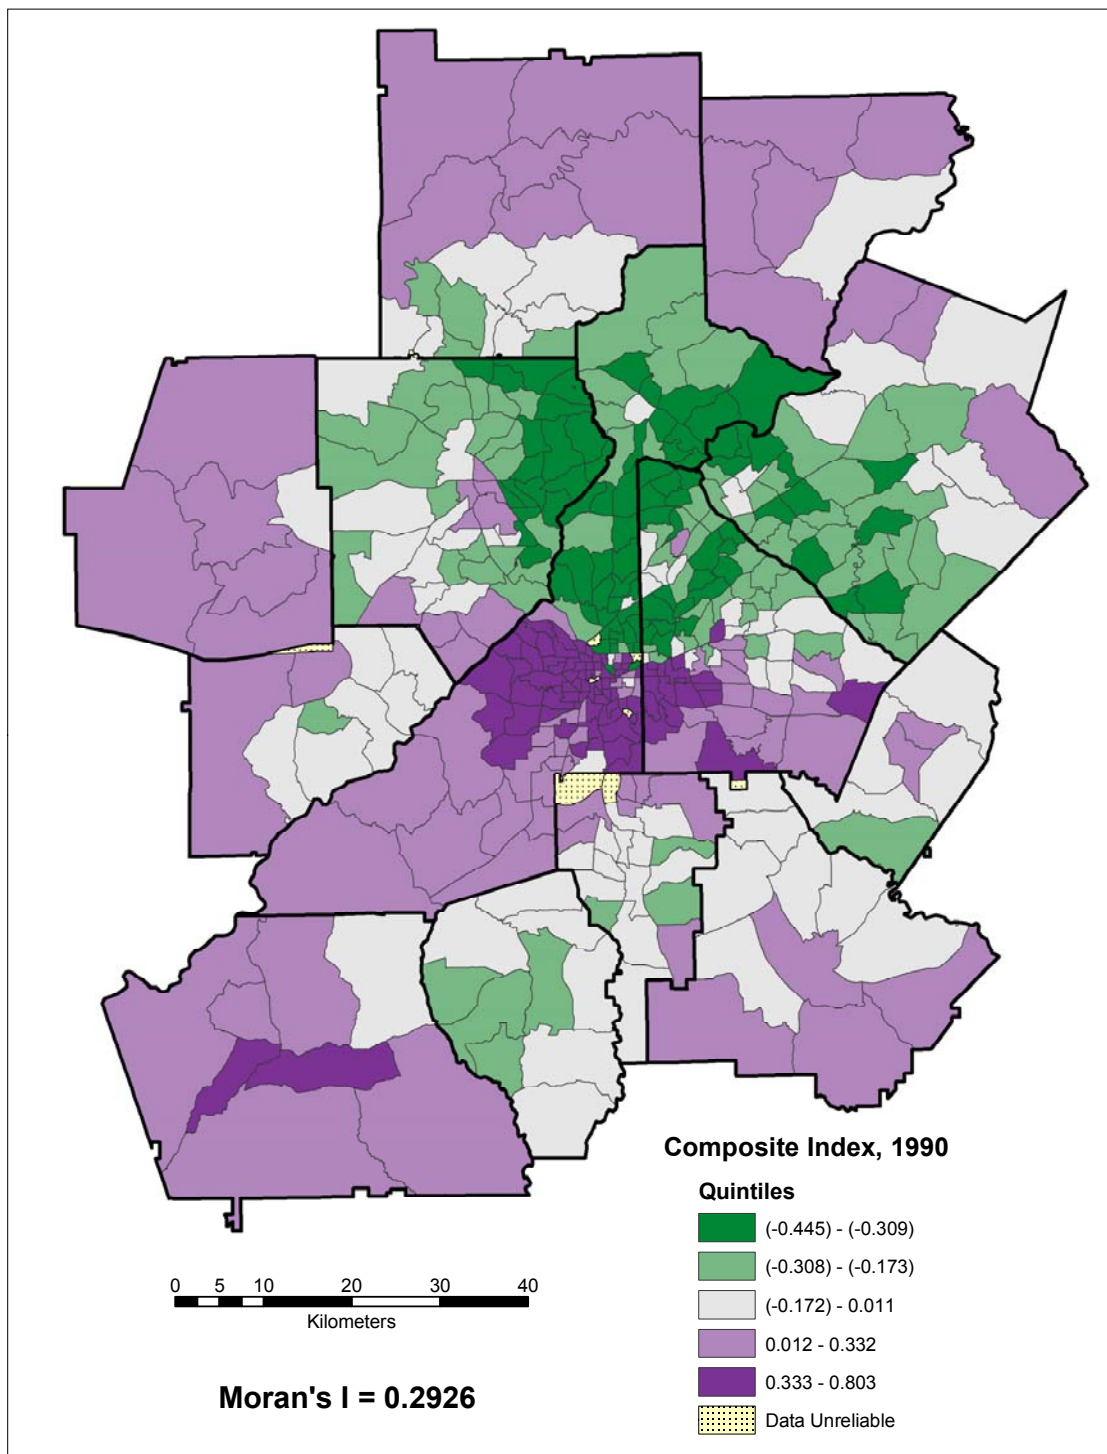 Composite Index, 1990
Quintiles
(-0.445) - (-0.309)
(-0.308) - (-0.173)
(-0.172) - 0.011
0.012 - 0.332
0.333 - 0.803
Data Unreliable
0 5 10 20 30 40
Kilometers
Moran's I = 0.2926